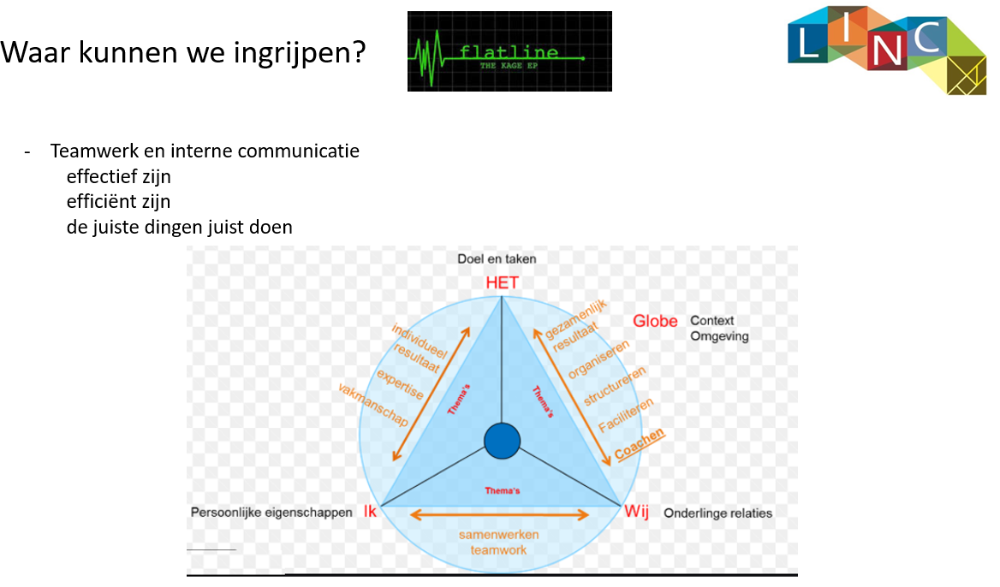 Waar kunnen we ingrijpen?
flatline
THE KAGE EP
LINC
- Teamwerk en interne communicatie
effectief zijn
efficiënt zijn
de juiste dingen juist doen
Doel en taken
HET
Globe
Context
Omgeving
individueel
resultaat
expertise
vakmanschap
gezamenlijk
resultaat
organiseren
structureren
Faciliteren
Coachen
Thema's
Thema's
Thema's
Persoonlijke eigenschappen
Ik
Wij
Onderlinge relaties
samenwerken
teamwork